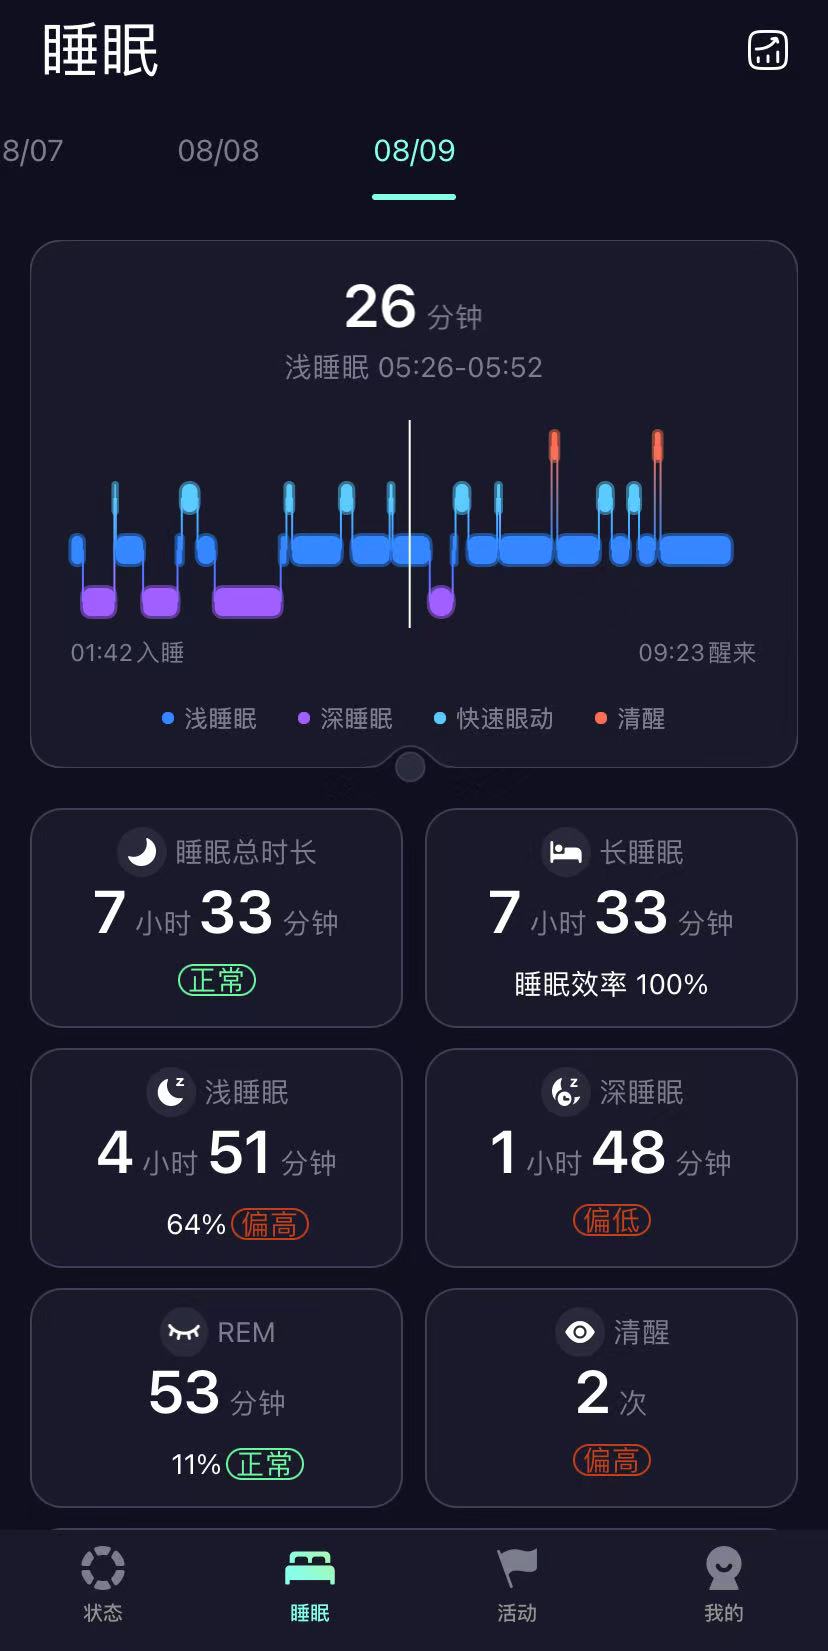 睡眠
8/07 08/08 08/09
26 分钟
浅睡眠 05:26-05:52
01:42入睡 09:23醒来
浅睡眠 深睡眠 快速眼动 清醒
睡眠总时长
7 小时 33 分钟
正常
长睡眠
7 小时 33 分钟
睡眠效率 100%
浅睡眠
4 小时 51 分钟
64% 偏高
深睡眠
1 小时 48 分钟
偏低
REM
53 分钟
11% 正常
清醒
2 次
偏高
状态 睡眠 活动 我的